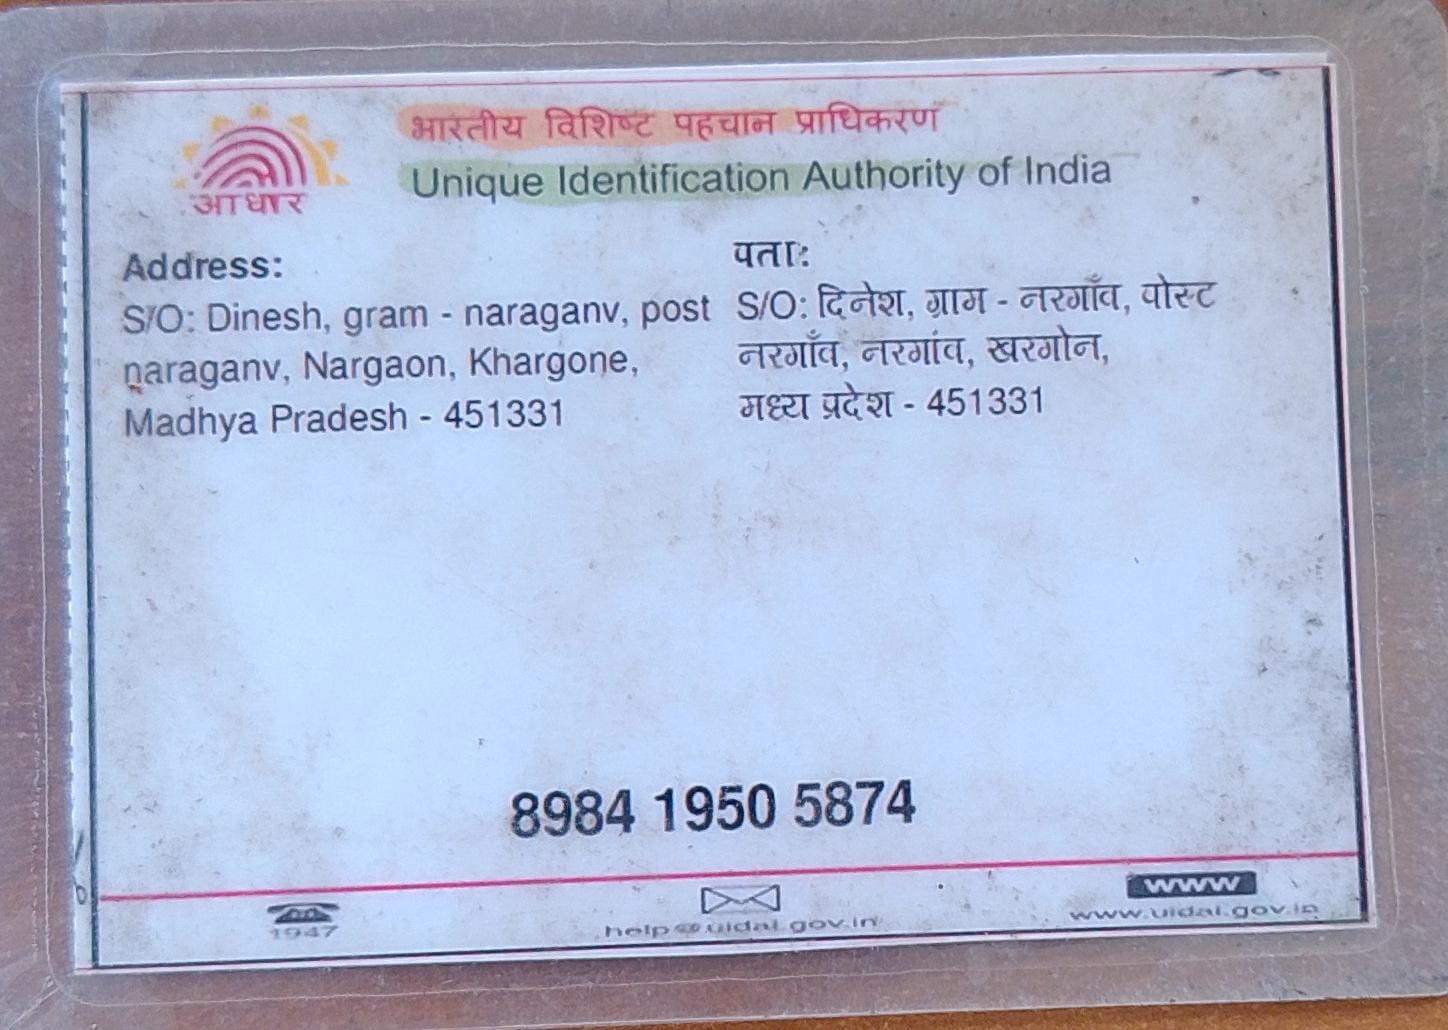 भारतीय विशिष्ट पहचान प्राधिकरण
Unique Identification Authority of India
आधार
Address:
S/O: Dinesh, gram - naraganv, post
naraganv, Nargaon, Khargone,
Madhya Pradesh - 451331
पता:
S/O: दिनेश, ग्राम - नरगाँव, पोस्ट
नरगाँव, नरगांव, खरगोन,
मध्य प्रदेश - 451331
8984 1950 5874
1947
help@uidai.gov.in
www
www.uidai.gov.in